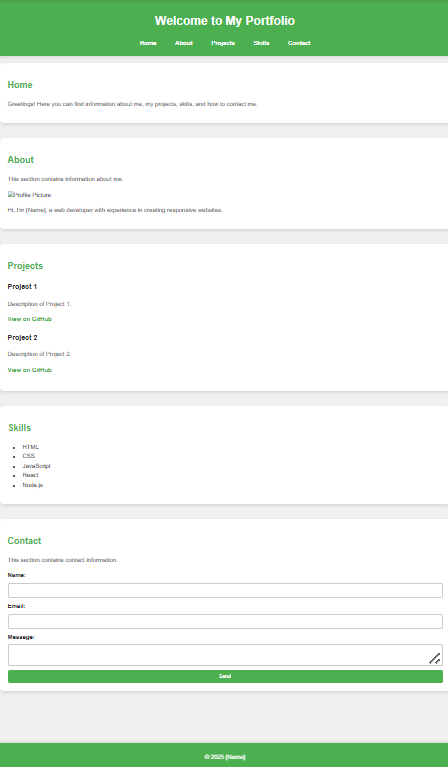 Welcome to My Portfolio
Home About Projects Skills Contact
Home
Greetings! Here you can find information about me, my projects, skills, and how to contact me.
About
This section contains information about me.
Profile Picture
Hi, I'm [Name], a web developer with experience in creating responsive websites.
Projects
Project 1
Description of Project 1.
View on GitHub
Project 2
Description of Project 2.
View on GitHub
Skills
HTML
CSS
JavaScript
React
Node.js
Contact
This section contains contact information.
Name:
Email:
Message:
Send
© 2025 [Name]